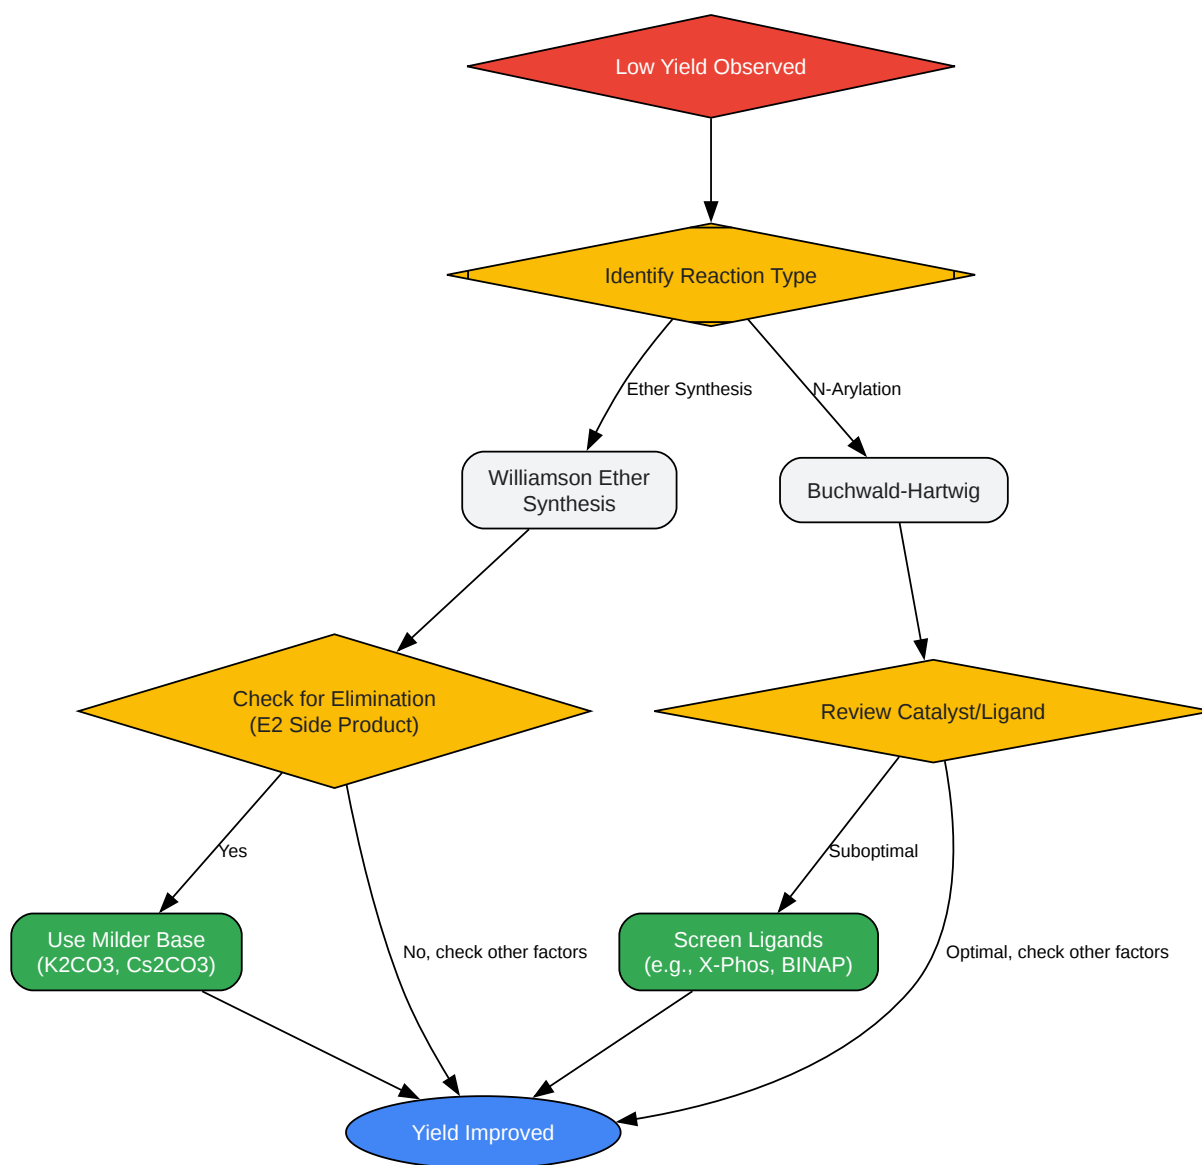 Low Yield Observed
Identify Reaction Type
Ether Synthesis
N-Arylation
Williamson Ether
Synthesis
Buchwald-Hartwig
Check for Elimination
(E2 Side Product)
Review Catalyst/Ligand
Yes
Suboptimal
Use Milder Base
(K2CO3, Cs2CO3)
No, check other factors
Screen Ligands
(e.g., X-Phos, BINAP)
Optimal, check other factors
Yield Improved